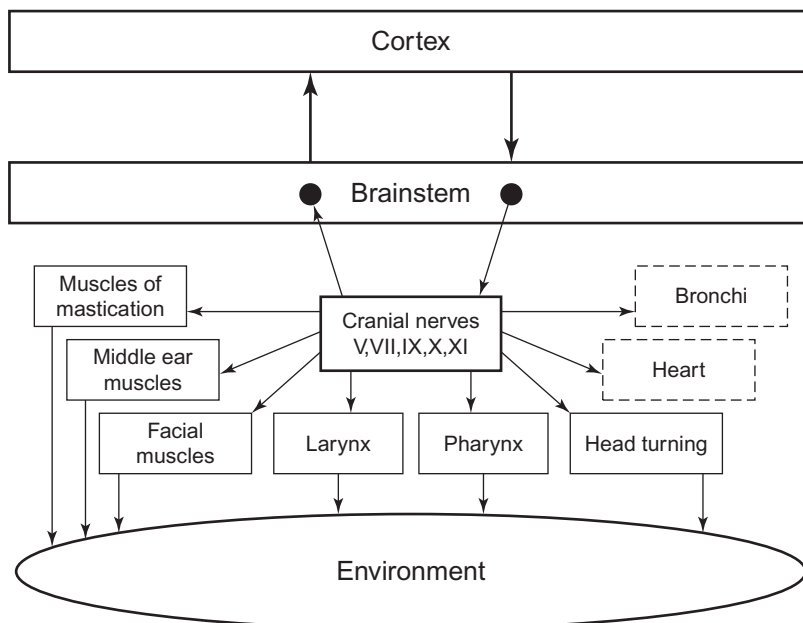 Cortex
Brainstem
Muscles of
mastication
Cranial nerves
V,VII,IX,X,XI
Bronchi
Middle ear
muscles
Heart
Facial
muscles
Larynx
Pharynx
Head turning
Environment